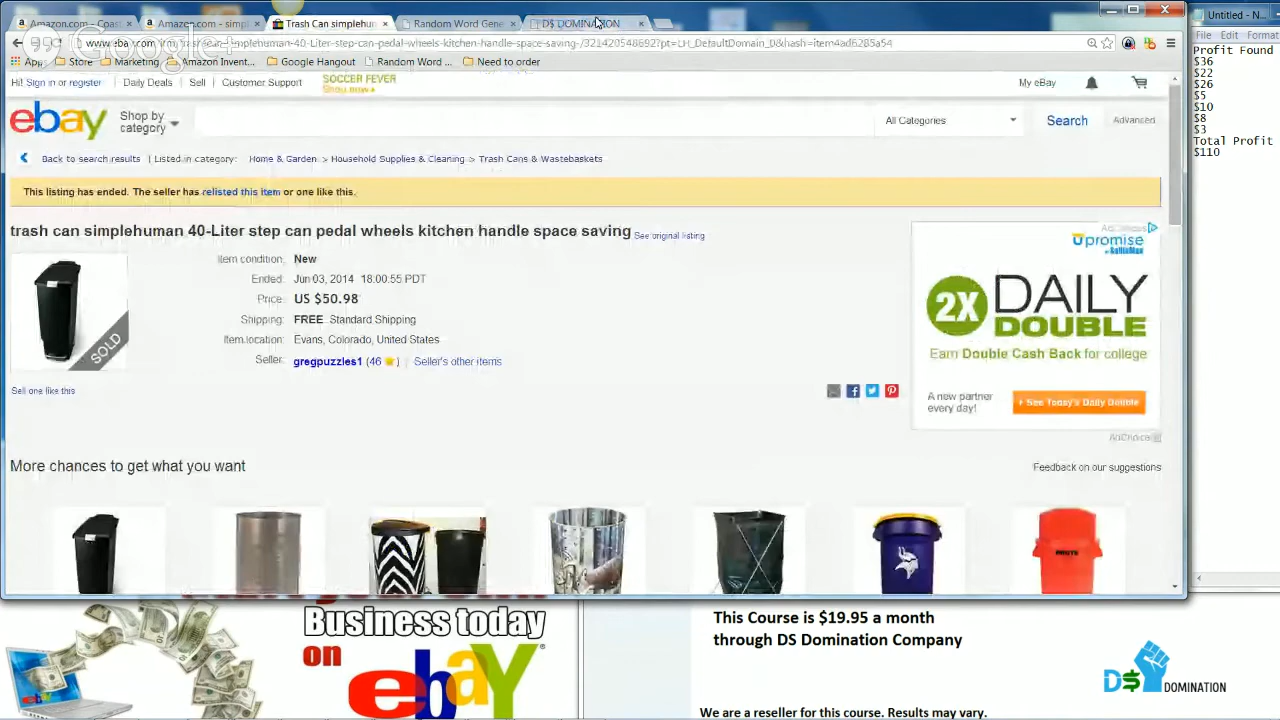 Amazon.com - Coast
Amazon.com - simpl
Trash Can simplehum
Random Word Gene
D$ DOMINATION
Untitled - N
File Edit Format
Google+
Store
Marketing
Amazon Invent...
Google Hangout
Random Word ...
Need to order
Profit Found
$36
$22
$26
$5
$10
$8
$3
Total Profit
$110
Hi! Sign in or register
Daily Deals
Sell
Customer Support
SOCCER FEVER
Shop now
My eBay
ebay
Shop by category
All Categories
Search
Advanced
Back to search results | Listed in category: Home & Garden > Household Supplies & Cleaning > Trash Cans & Wastebaskets
This listing has ended. The seller has relisted this item or one like this.
trash can simplehuman 40-Liter step can pedal wheels kitchen handle space saving See original listing
Item condition: New
Ended: Jun 03, 2014 18:00:55 PDT
Price: US $50.98
Shipping: FREE Standard Shipping
Item location: Evans, Colorado, United States
Seller: gregpuzzles1 (46 ) | Seller's other items
SOLD
Sell one like this
Upromise
by SallieMae
2X DAILY DOUBLE
Earn Double Cash Back for college
A new partner every day!
See Today's Daily Double
AdChoice
More chances to get what you want
Feedback on our suggestions
BRUTE
Business today
on
ebay
This Course is $19.95 a month
through DS Domination Company
D$ DOMINATION
We are a reseller for this course. Results may vary.